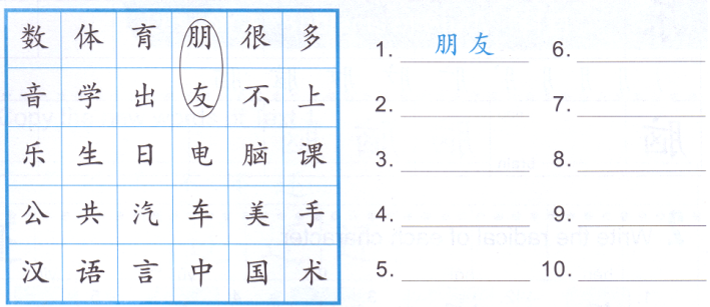 数 体 育 朋 很 多
音 学 出 友 不 上
乐 生 日 电 脑 课
公 共 汽 车 美 手
汉 语 言 中 国 术
1. 朋友
2.
3.
4.
5.
6.
7.
8.
9.
10.